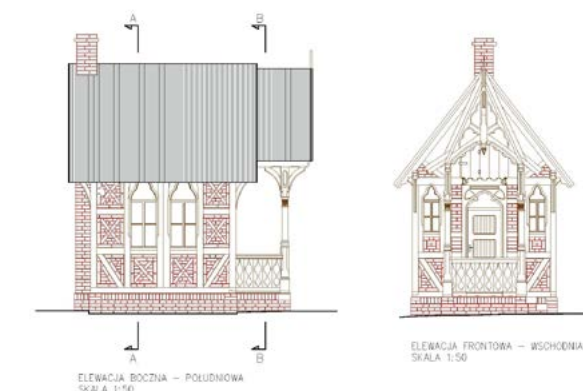 A
B
A
B
ELEWACJA BOCZNA – POŁUDNIOWA
SKALA 1:50
ELEWACJA FRONTOWA – WSCHODNIA
SKALA 1:50